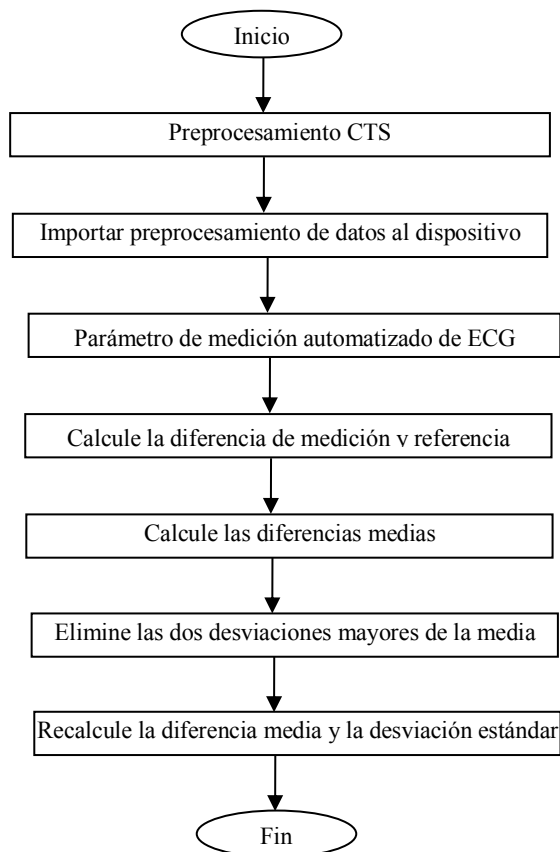 Inicio
Preprocesamiento CTS
Importar preprocesamiento de datos al dispositivo
Parámetro de medición automatizado de ECG
Calcule la diferencia de medición y referencia
Calcule las diferencias medias
Elimine las dos desviaciones mayores de la media
Recalcule la diferencia media y la desviación estándar
Fin